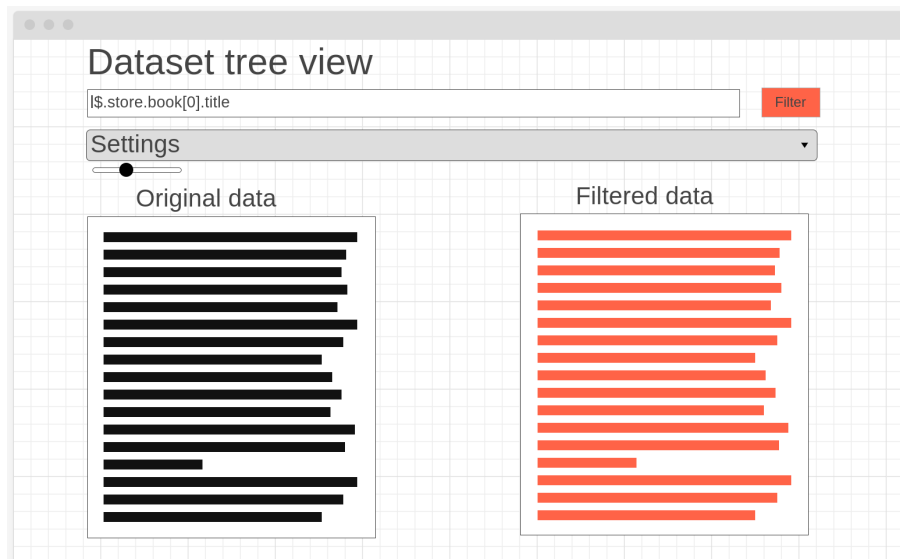 Dataset tree view
$.store.book[0].title
Filter
Settings
Original data
Filtered data